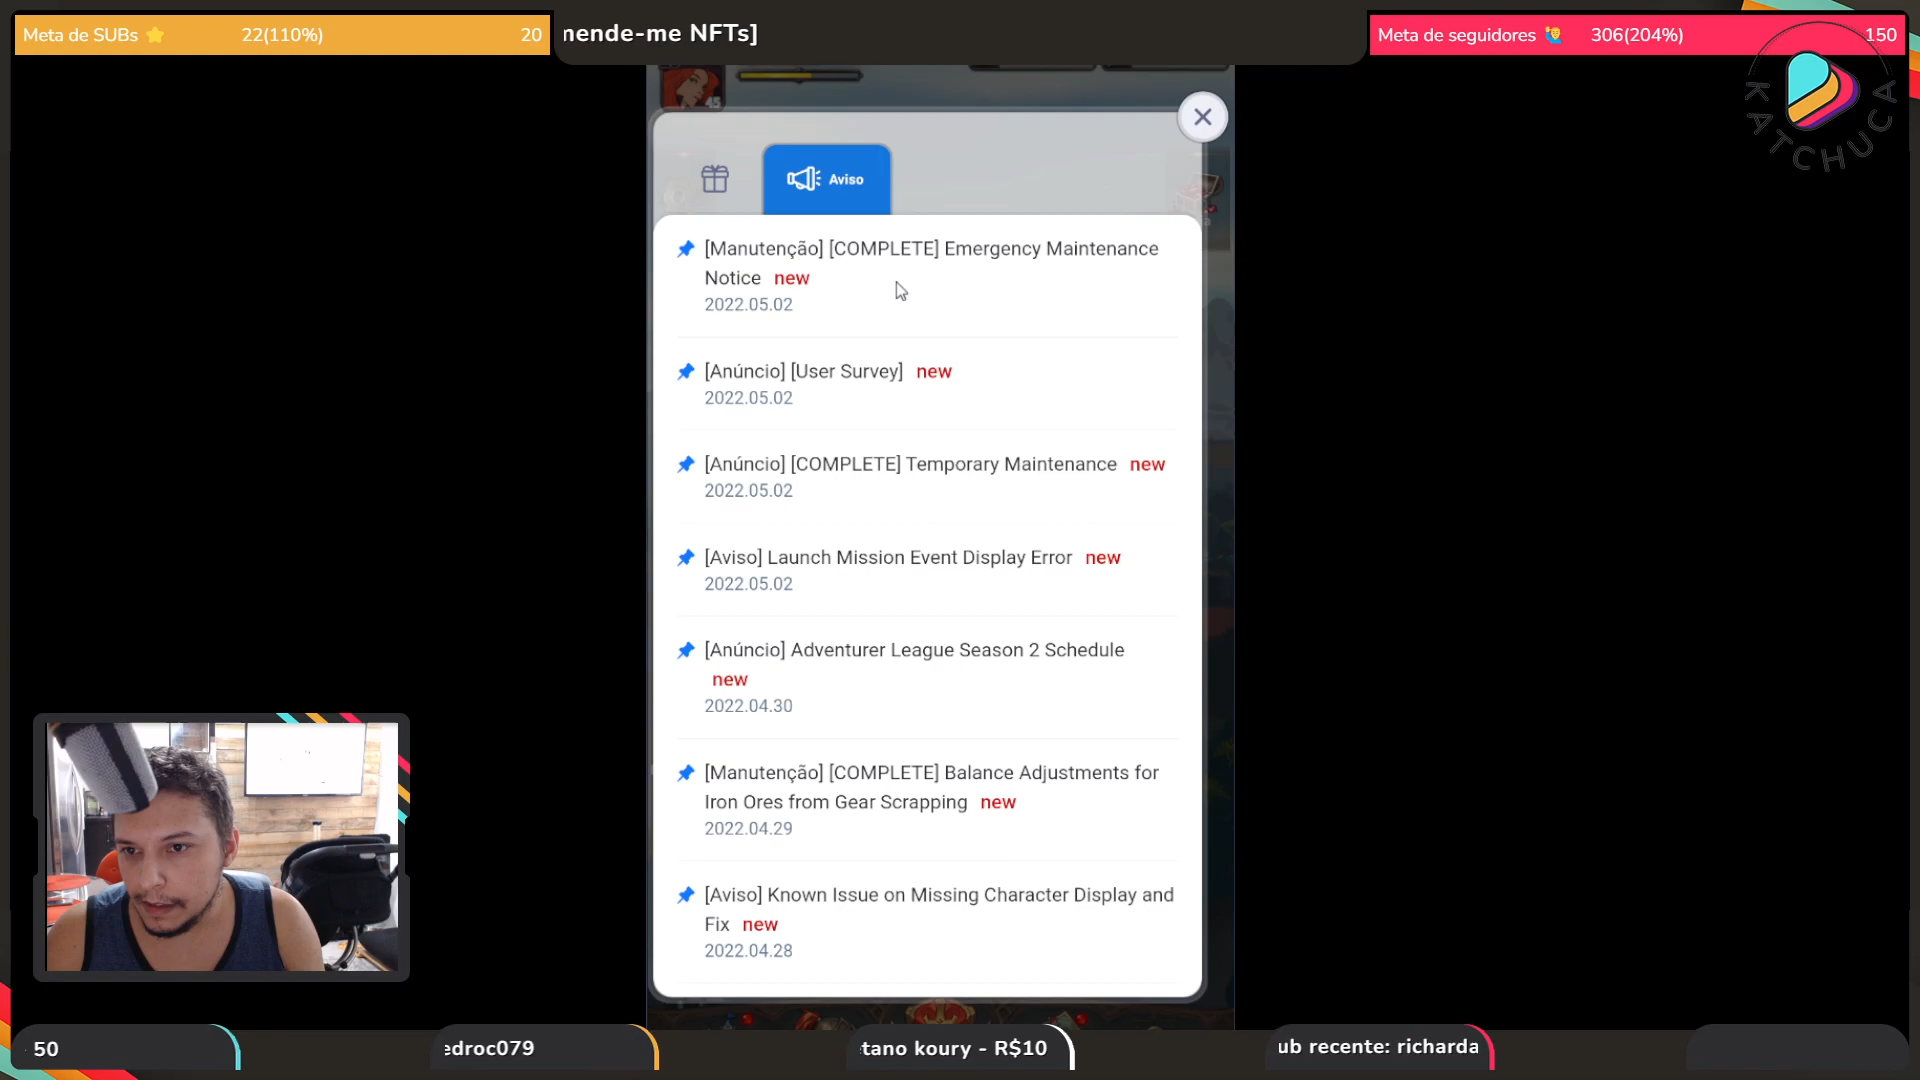 Meta de SUBs 22(110%) 20
mende-me NFTs]
Meta de seguidores 306(204%) 150
KATCHUCA
45
Aviso
[Manutenção] [COMPLETE] Emergency Maintenance
Notice new
2022.05.02
[Anúncio] [User Survey] new
2022.05.02
[Anúncio] [COMPLETE] Temporary Maintenance new
2022.05.02
[Aviso] Launch Mission Event Display Error new
2022.05.02
[Anúncio] Adventurer League Season 2 Schedule
new
2022.04.30
[Manutenção] [COMPLETE] Balance Adjustments for
Iron Ores from Gear Scrapping new
2022.04.29
[Aviso] Known Issue on Missing Character Display and
Fix new
2022.04.28
50
edroc079
tano koury - R$10
ub recente: richarda